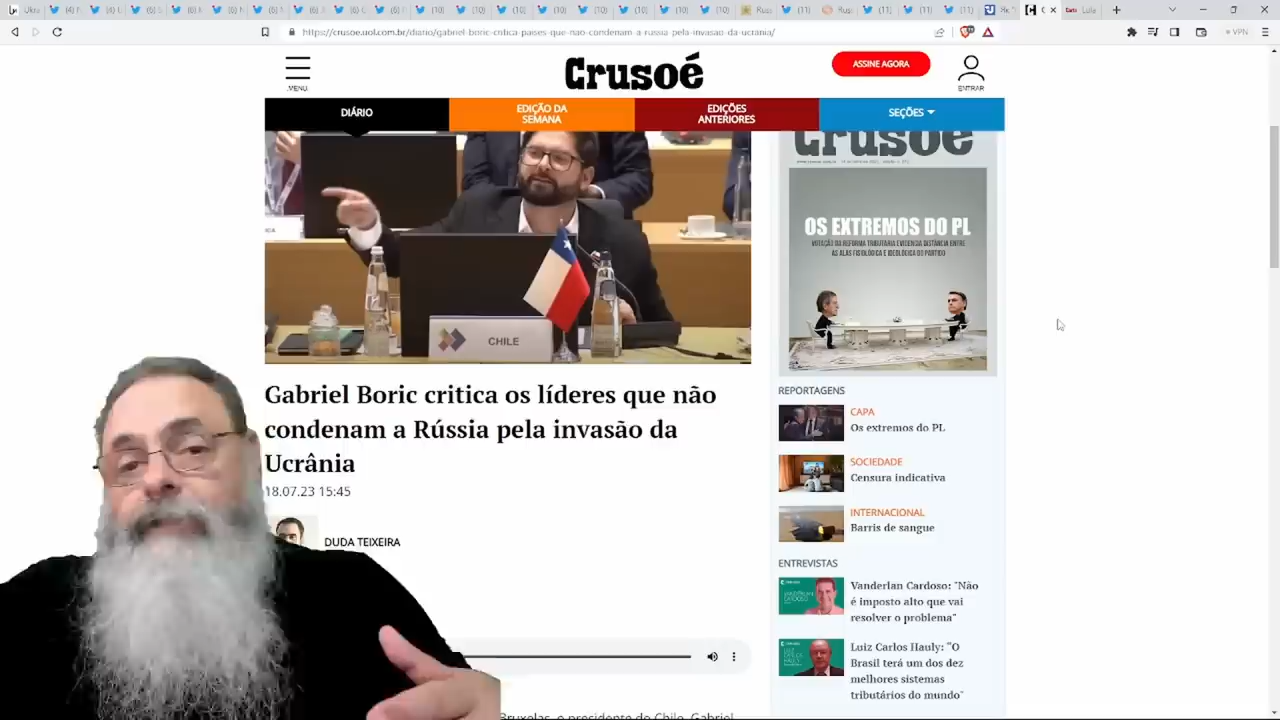 https://crusoe.uol.com.br/diario/gabriel-boric-critica-paises-que-nao-condenam-a-russia-pela-invasao-da-ucrania/
VPN
MENU
Crusoé
ASSINE AGORA
ENTRAR
DIÁRIO
EDIÇÃO DA
SEMANA
EDIÇÕES
ANTERIORES
SEÇÕES
Crusoé
OS EXTREMOS DO PL
VOTAÇÃO DA REFORMA TRIBUTÁRIA EVIDENCIA DISTÂNCIA ENTRE
AS ALAS FISIOLÓGICA E IDEOLÓGICA DO PARTIDO
CHILE
Gabriel Boric critica os líderes que não
condenam a Rússia pela invasão da
Ucrânia
18.07.23 15:45
DUDA TEIXEIRA
Bruxelas, o presidente do Chile, Gabriel
REPORTAGENS
CAPA
Os extremos do PL
SOCIEDADE
Censura indicativa
INTERNACIONAL
Barris de sangue
ENTREVISTAS
Vanderlan Cardoso: "Não
é imposto alto que vai
resolver o problema"
Luiz Carlos Hauly: "O
Brasil terá um dos dez
melhores sistemas
tributários do mundo"